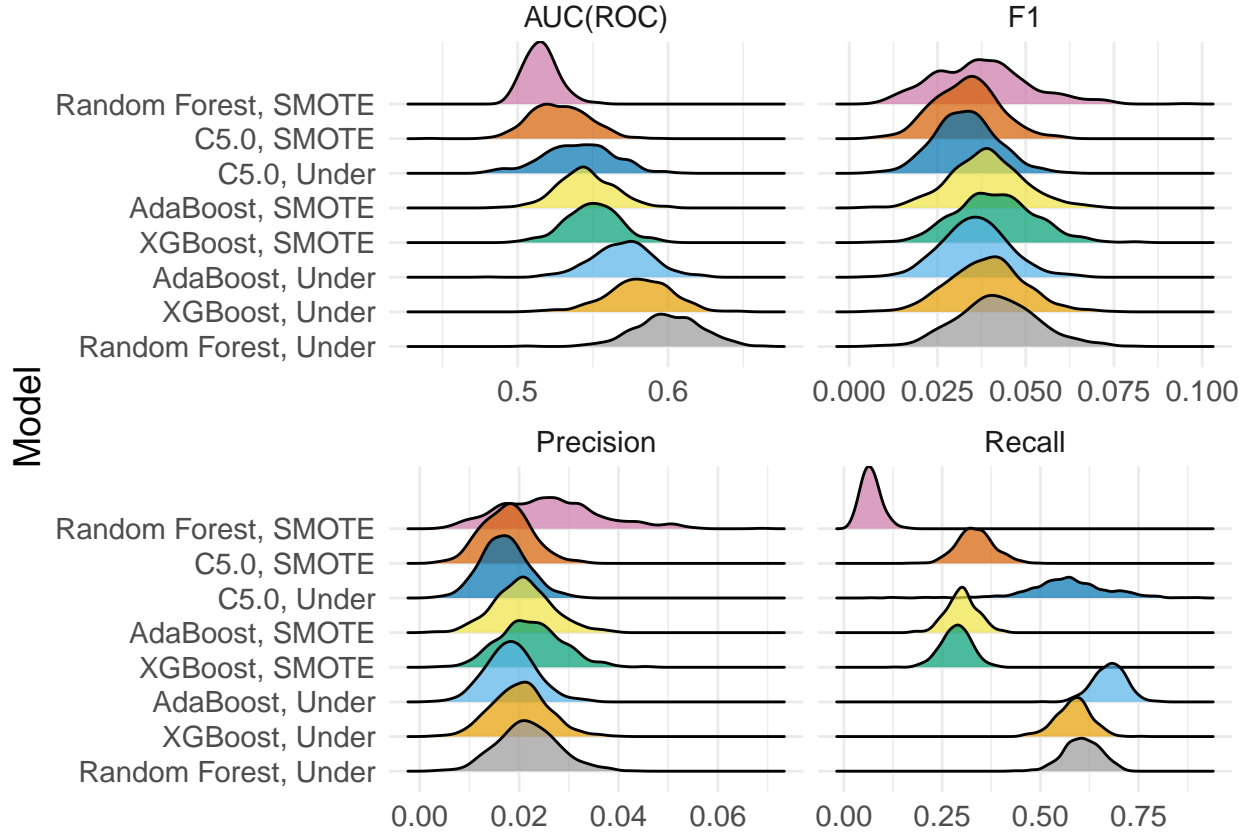 AUC(ROC)
F1
Random Forest, SMOTE
C5.0, SMOTE
C5.0, Under
AdaBoost, SMOTE
XGBoost, SMOTE
AdaBoost, Under
XGBoost, Under
Random Forest, Under
0.5 0.6
0.000 0.025 0.050 0.075 0.100
Model
Precision
Recall
Random Forest, SMOTE
C5.0, SMOTE
C5.0, Under
AdaBoost, SMOTE
XGBoost, SMOTE
AdaBoost, Under
XGBoost, Under
Random Forest, Under
0.00 0.02 0.04 0.06
0.00 0.25 0.50 0.75